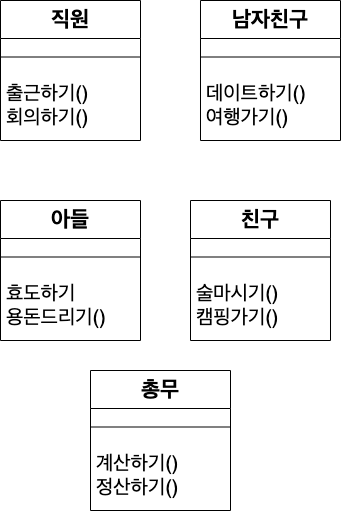 직원
출근하기()
회의하기()
남자친구
데이트하기()
여행가기()
아들
효도하기
용돈드리기()
친구
술마시기()
캠핑가기()
총무
계산하기()
정산하기()